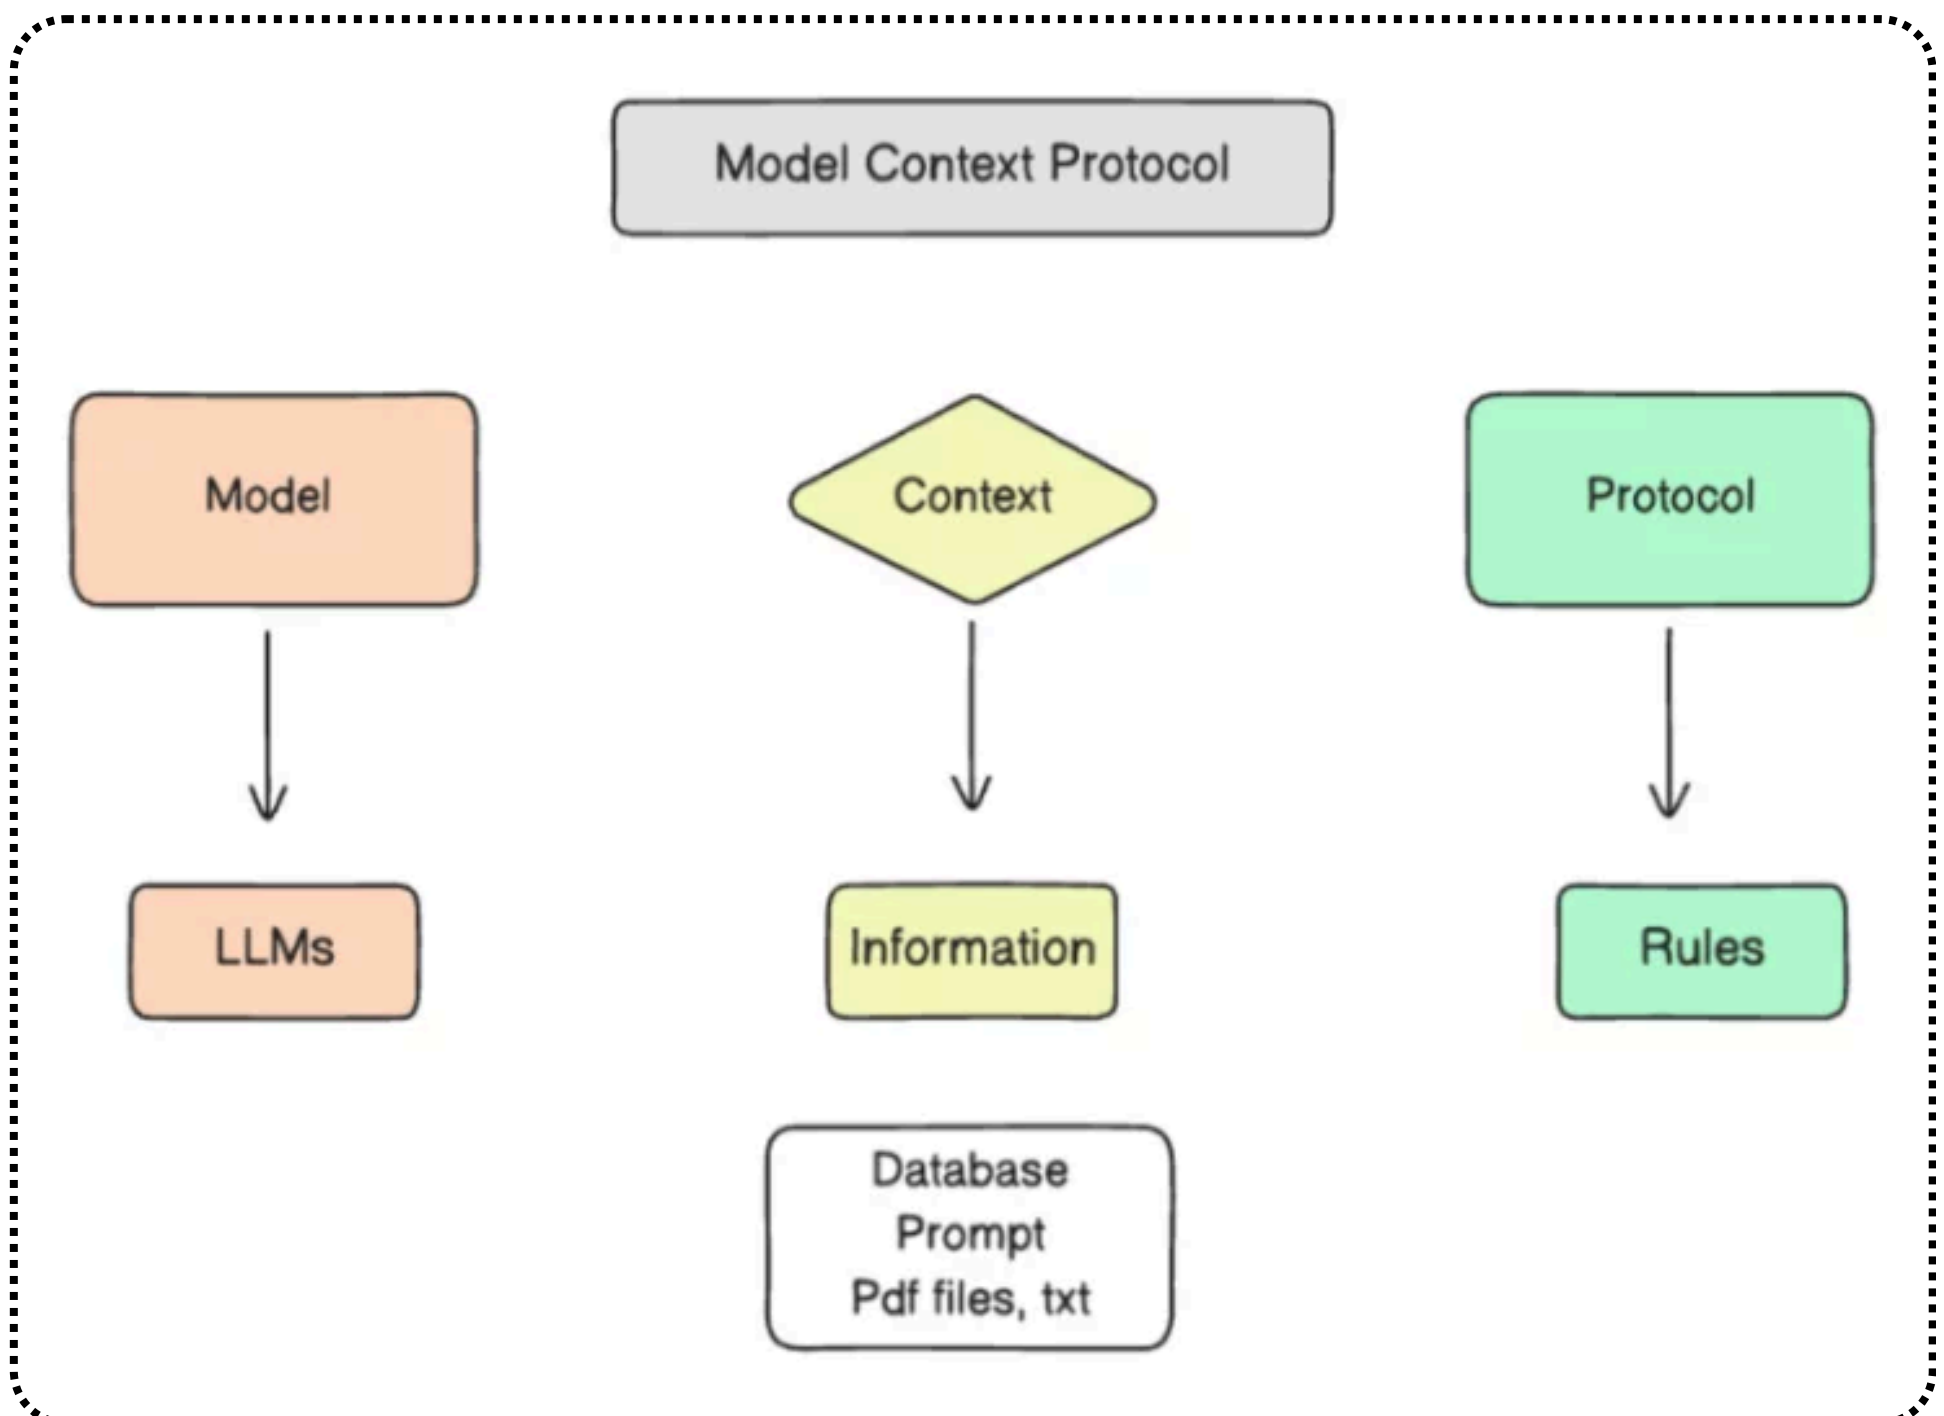 Model Context Protocol
Model
Context
Protocol
LLMs
Information
Rules
Database
Prompt
Pdf files, txt